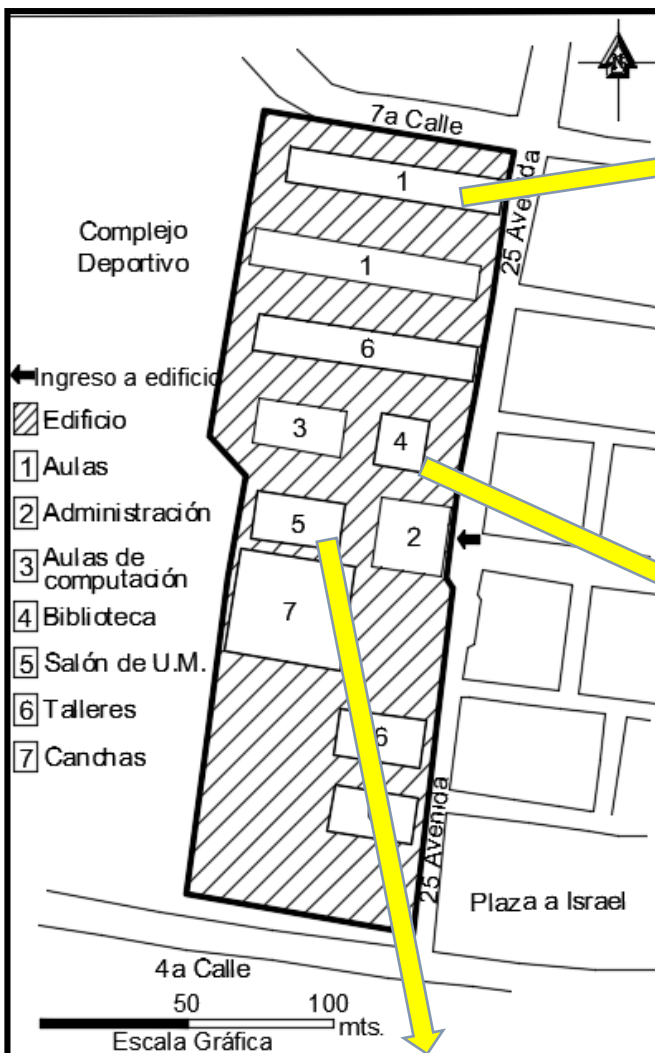 7a Calle
25 Avenida
1
Complejo
Deportivo
1
6
Ingreso a edificio
3
4
Edificio
1 Aulas
5
2
2 Administración
3 Aulas de
computación
7
4 Biblioteca
5 Salón de U.M.
6 Talleres
6
7 Canchas
25 Avenida
Plaza a Israel
4a Calle
50 100
mts.
Escala Gráfica